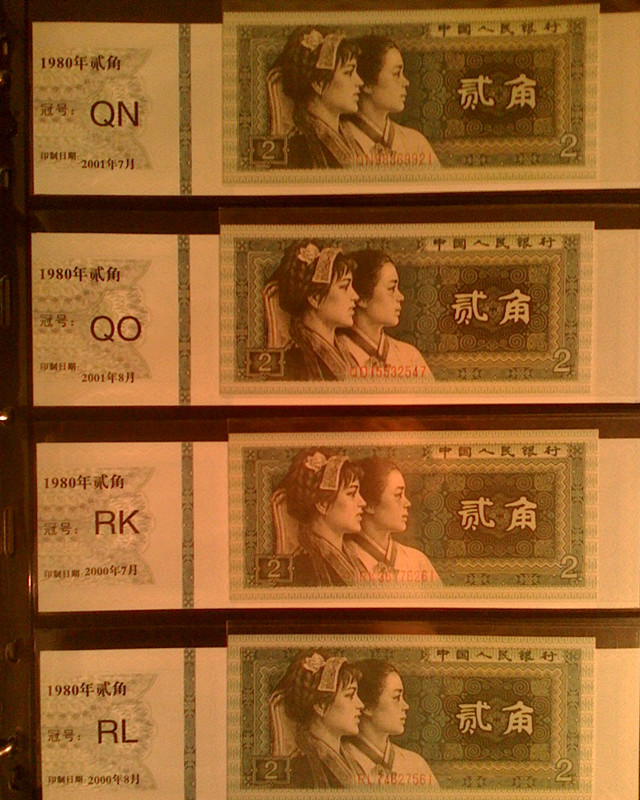 1980年贰角
冠号： QN
印制日期 2001年7月
中国人民银行
贰角
2 2
1980年贰角
冠号： QO
印制日期 2001年8月
中国人民银行
贰角
QO15532547
2 2
1980年贰角
冠号： RK
印制日期 2000年7月
中国人民银行
贰角
2 2
1980年贰角
冠号： RL
印制日期 2000年8月
中国人民银行
贰角
RL74827561
2 2